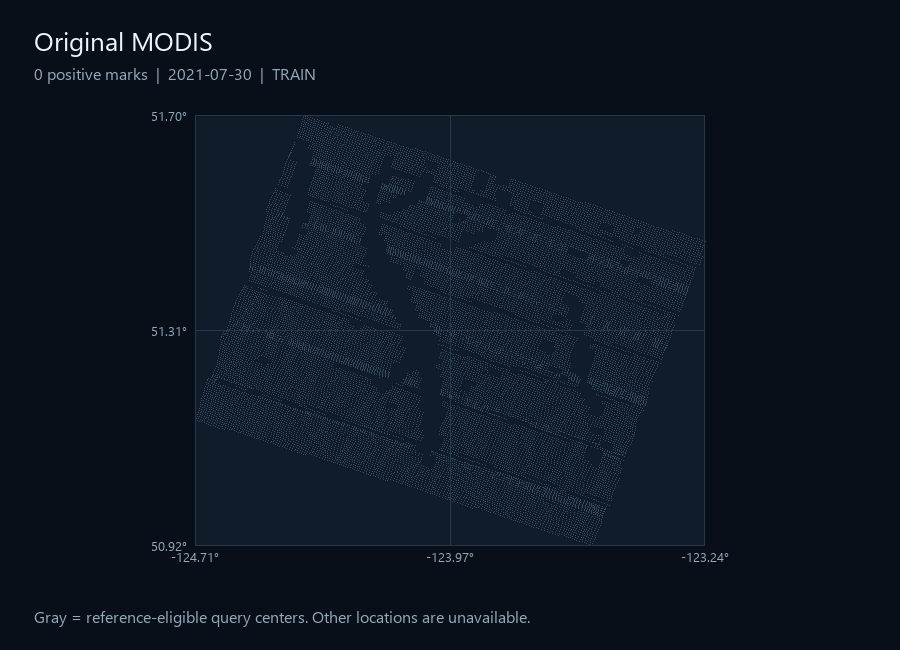 Original MODIS
0 positive marks | 2021-07-30 | TRAIN
51.70°
51.31°
50.92°
-124.71°
-123.97°
-123.24°
Gray = reference-eligible query centers. Other locations are unavailable.